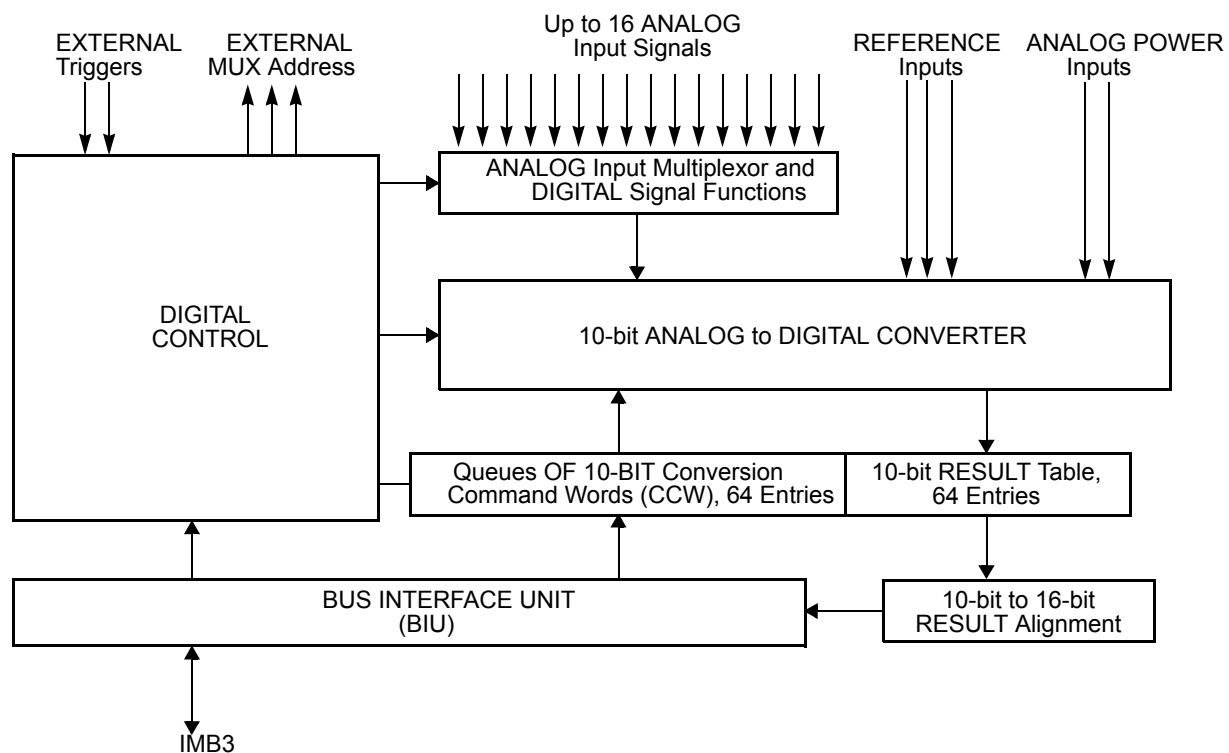 EXTERNAL
Triggers
EXTERNAL
MUX Address
Up to 16 ANALOG
Input Signals
REFERENCE
Inputs
ANALOG POWER
Inputs
ANALOG Input Multiplexor and
DIGITAL Signal Functions
DIGITAL
CONTROL
10-bit ANALOG to DIGITAL CONVERTER
Queues OF 10-BIT Conversion
Command Words (CCW), 64 Entries
10-bit RESULT Table,
64 Entries
BUS INTERFACE UNIT
(BIU)
10-bit to 16-bit
RESULT Alignment
IMB3